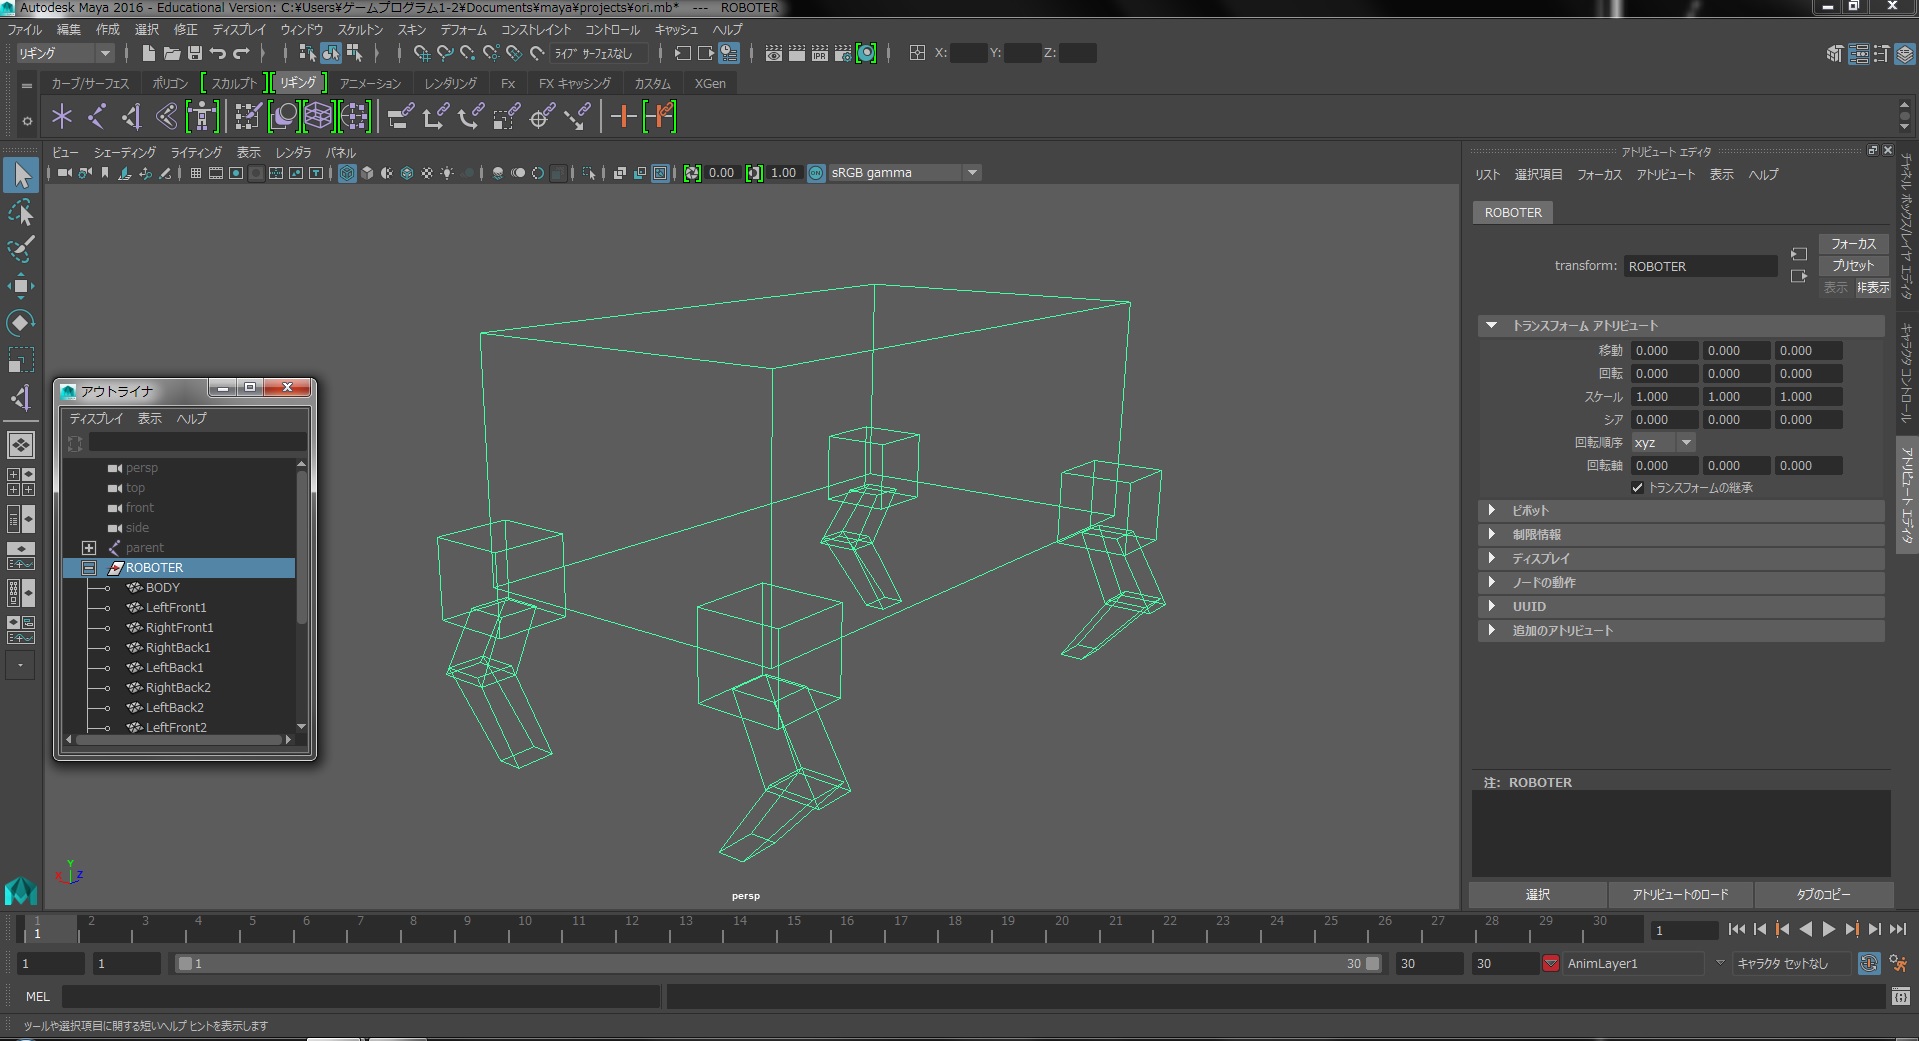 Autodesk Maya 2016 - Educational Version: C:¥Users¥ゲームプログラム1-2¥Documents¥maya¥projects¥ori.mb* --- ROBOTER
ファイル 編集 作成 選択 修正 ディスプレイ ウィンドウ スケルトン スキン デフォーム コンストレイント コントロール キャッシュ ヘルプ
リギング ライブ サーフェスなし X: Y: Z:
カーブ/サーフェス ポリゴン スカルプト リギング アニメーション レンダリング Fx FX キャッシング カスタム XGen
ビュー シェーディング ライティング 表示 レンダラ パネル
0.00 1.00 ON sRGB gamma
アウトライナ
ディスプレイ 表示 ヘルプ
persp
top
front
side
parent
ROBOTER
BODY
LeftFront1
RightFront1
RightBack1
LeftBack1
RightBack2
LeftBack2
LeftFront2
Y
X Z
persp
アトリビュート エディタ
リスト 選択項目 フォーカス アトリビュート 表示 ヘルプ
ROBOTER
transform: ROBOTER
フォーカス
プリセット
表示 非表示
トランスフォーム アトリビュート
移動 0.000 0.000 0.000
回転 0.000 0.000 0.000
スケール 1.000 1.000 1.000
シア 0.000 0.000 0.000
回転順序 xyz
回転軸 0.000 0.000 0.000
トランスフォームの継承
ピボット
制限情報
ディスプレイ
ノードの動作
UUID
追加のアトリビュート
注: ROBOTER
選択 アトリビュートのロード タブのコピー
チャネル ボックス/レイヤ エディタ
キャラクタ コントロール
アトリビュート エディタ
1 2 3 4 5 6 7 8 9 10 11 12 13 14 15 16 17 18 19 20 21 22 23 24 25 26 27 28 29 30
1 1
1 1 1 30 30 30 AnimLayer1 キャラクタ セットなし
MEL
ツールや選択項目に関する短いヘルプ ヒントを表示します